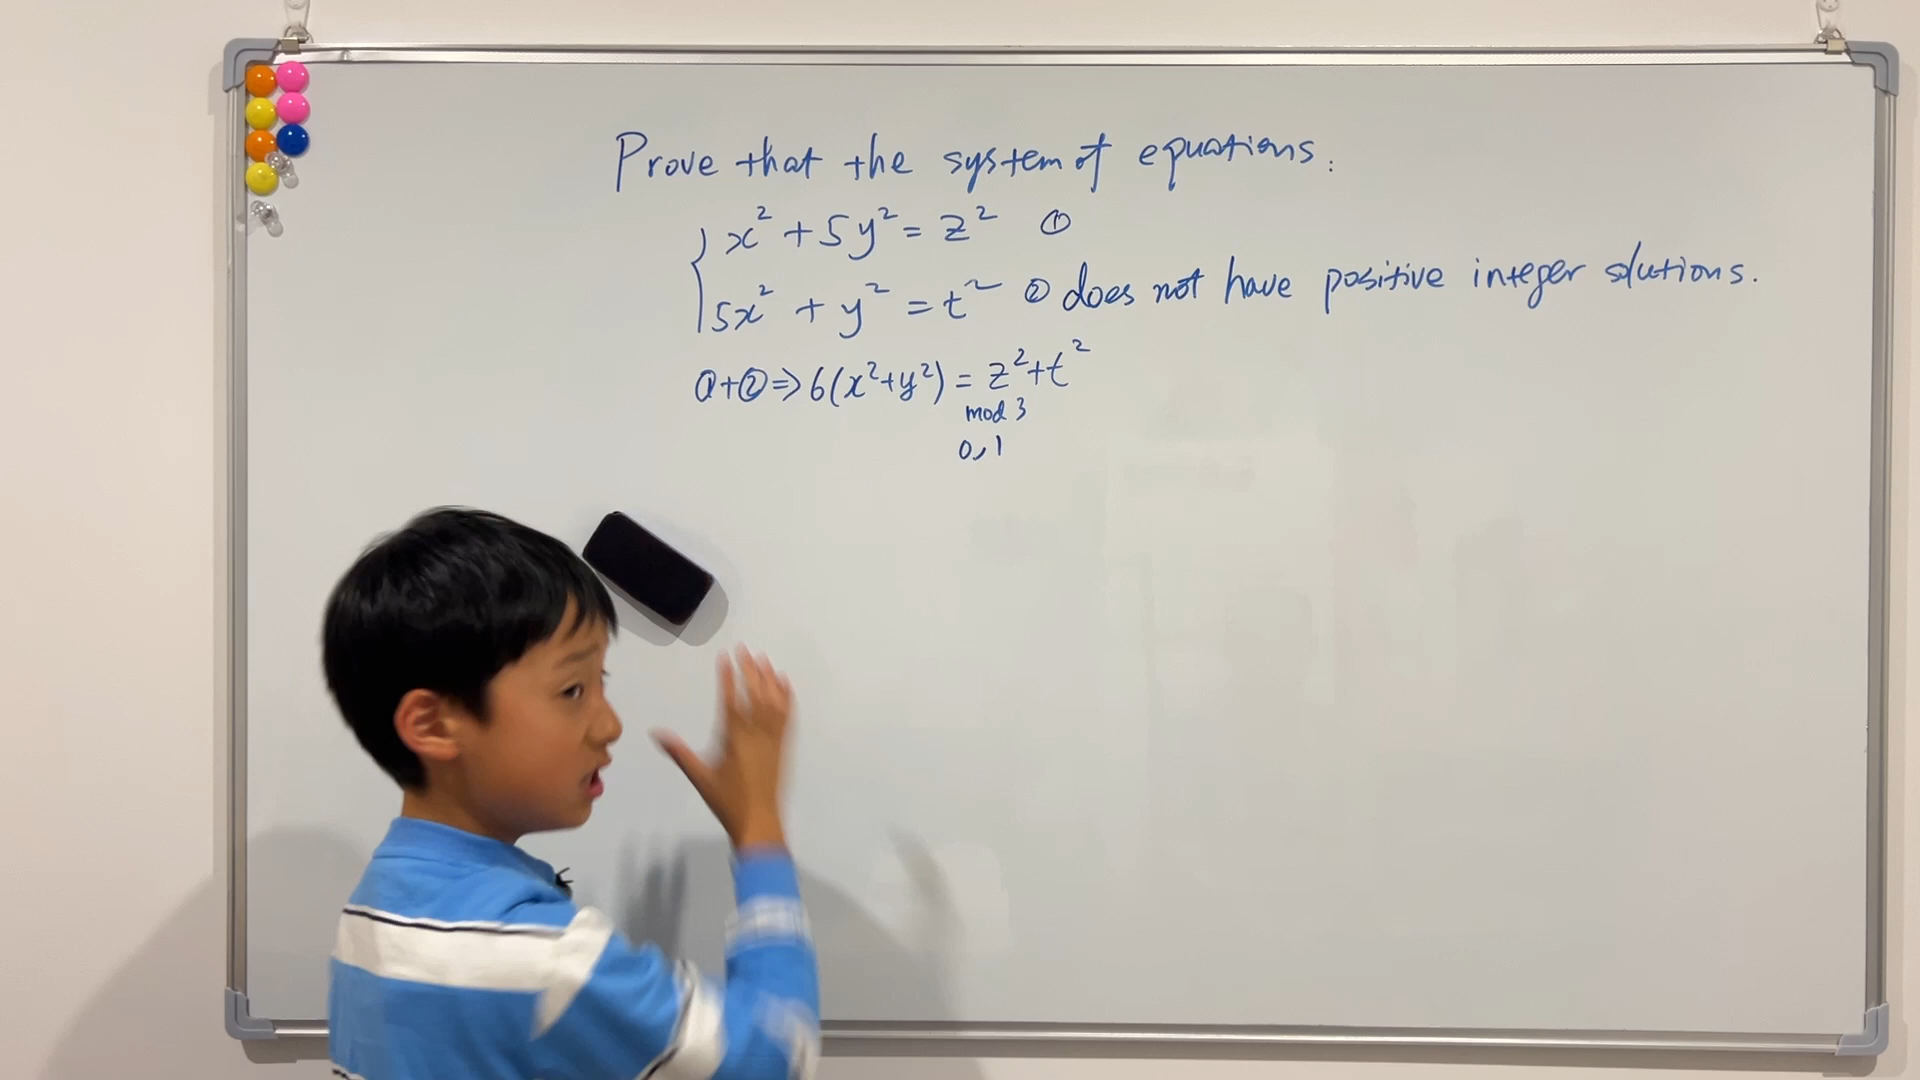 Prove that the system of equations:
x² + 5y² = z² ①
5x² + y² = t² ② does not have positive integer solutions.
①+② ⇒ 6(x²+y²) = z²+t²
mod 3
0,1